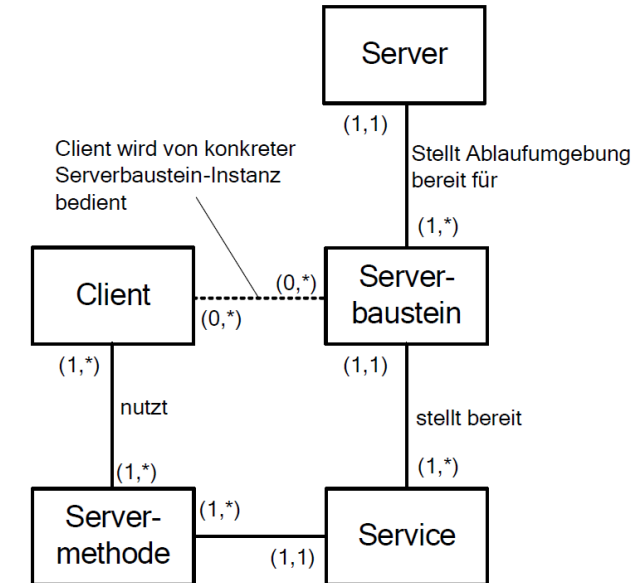 Server
(1,1)
Client wird von konkreter
Serverbaustein-Instanz
bedient
Stellt Ablaufumgebung
bereit für
(1,*)
Client
(0,*)
(0,*)
Server-
baustein
(1,*)
(1,1)
nutzt
stellt bereit
(1,*)
(1,*)
Server-
methode
(1,*)
(1,1)
Service